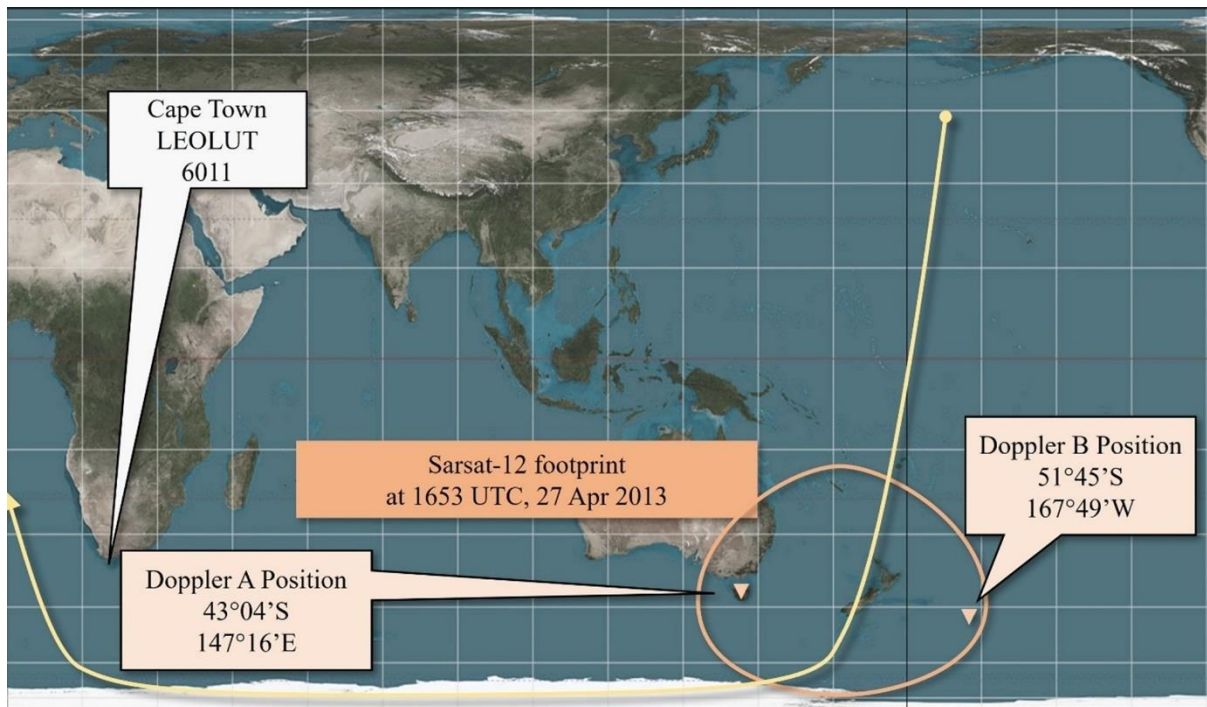 Cape Town
LEOLUT
6011
Sarsat-12 footprint
at 1653 UTC, 27 Apr 2013
Doppler B Position
51°45’S
167°49’W
Doppler A Position
43°04’S
147°16’E